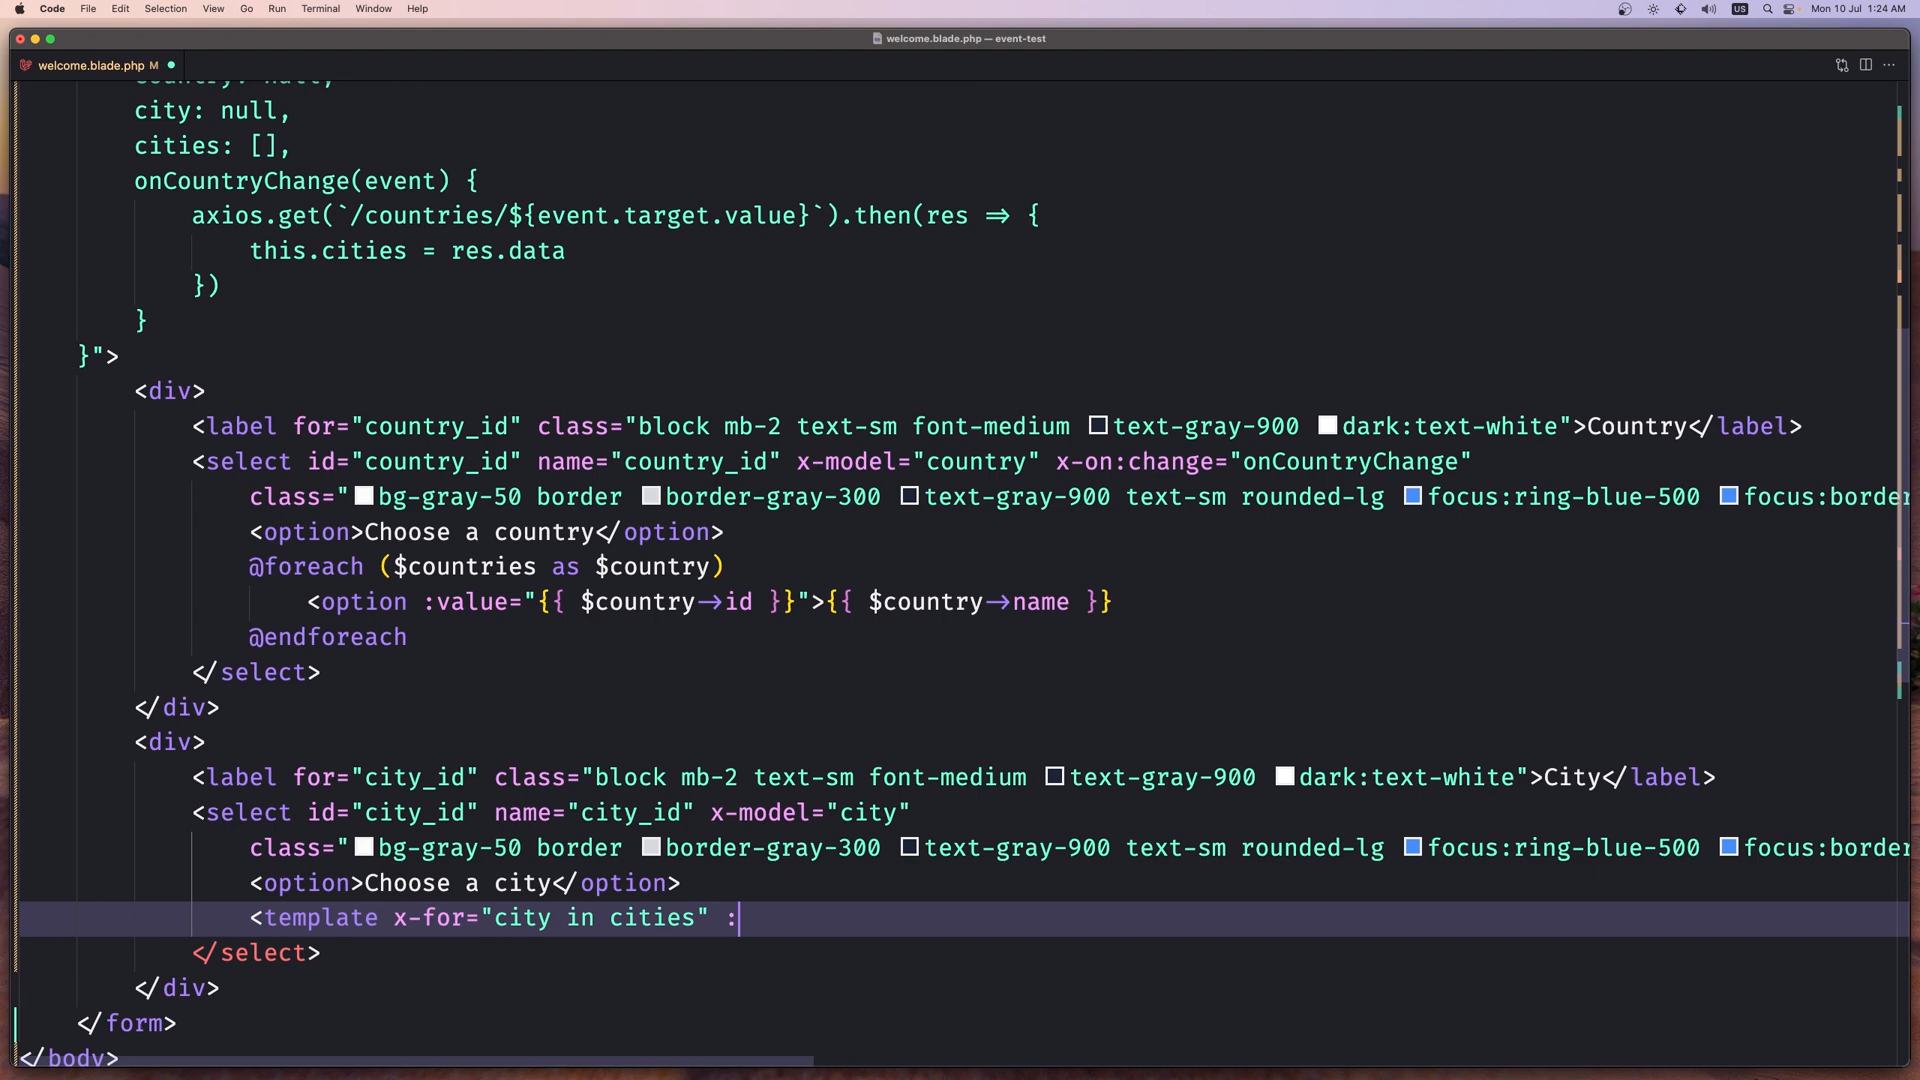 Code File Edit Selection View Go Run Terminal Window Help US Mon 10 Jul 1:24 AM
welcome.blade.php — event-test
welcome.blade.php M
city: null,
cities: [],
onCountryChange(event) {
axios.get(`/countries/${event.target.value}`).then(res => {
this.cities = res.data
})
}
}">
<div>
<label for="country_id" class="block mb-2 text-sm font-medium text-gray-900 dark:text-white">Country</label>
<select id="country_id" name="country_id" x-model="country" x-on:change="onCountryChange"
class="bg-gray-50 border border-gray-300 text-gray-900 text-sm rounded-lg focus:ring-blue-500 focus:border
<option>Choose a country</option>
@foreach ($countries as $country)
<option :value="{{ $country->id }}">{{ $country->name }}
@endforeach
</select>
</div>
<div>
<label for="city_id" class="block mb-2 text-sm font-medium text-gray-900 dark:text-white">City</label>
<select id="city_id" name="city_id" x-model="city"
class="bg-gray-50 border border-gray-300 text-gray-900 text-sm rounded-lg focus:ring-blue-500 focus:border
<option>Choose a city</option>
<template x-for="city in cities" :
</select>
</div>
</form>
</body>